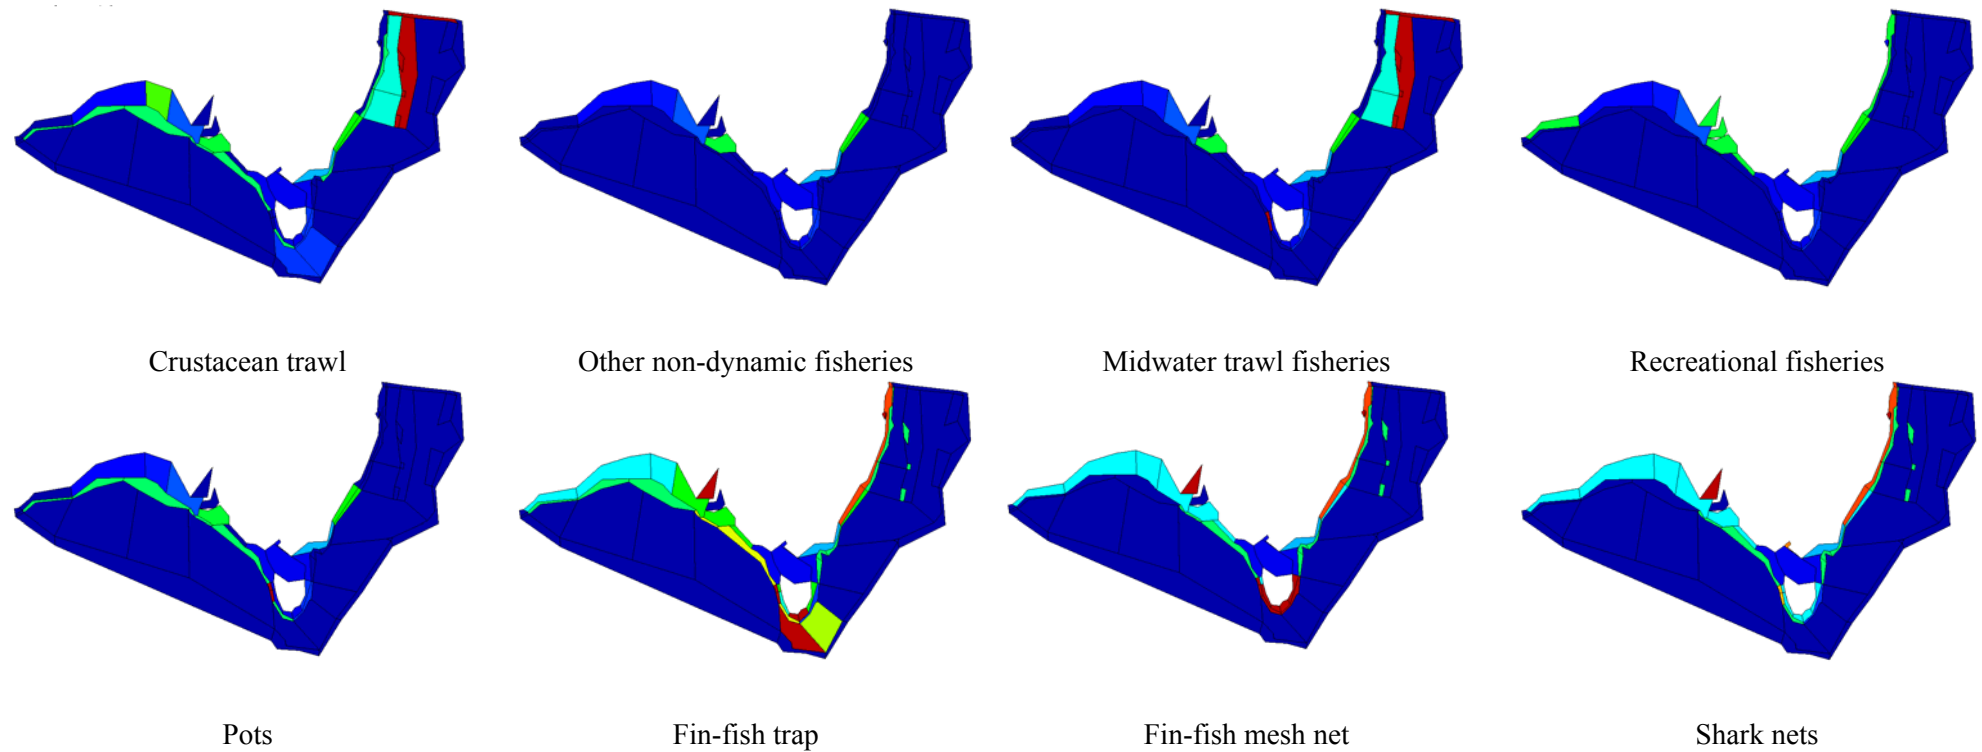 Crustacean trawl
Other non-dynamic fisheries
Midwater trawl fisheries
Recreational fisheries
Pots
Fin-fish trap
Fin-fish mesh net
Shark nets